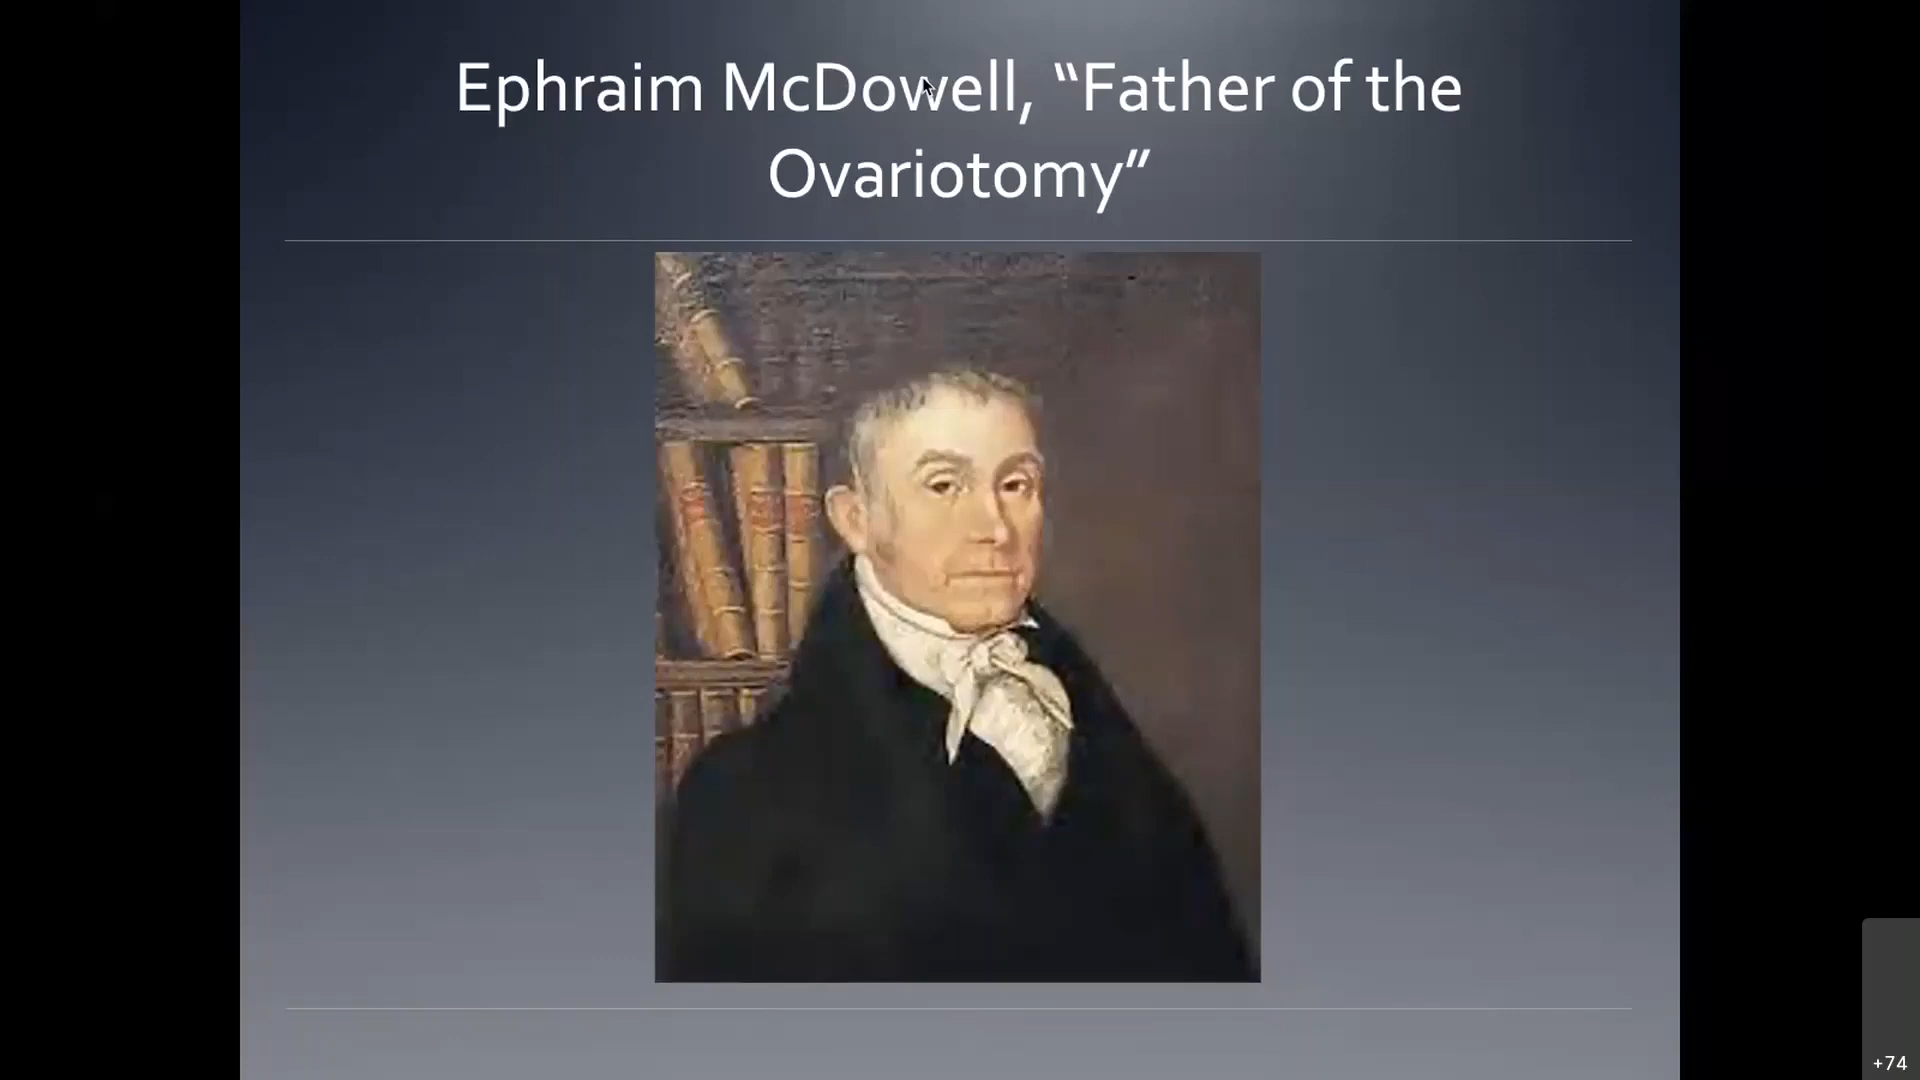 Ephraim McDowell, “Father of the
Ovariotomy”
+74